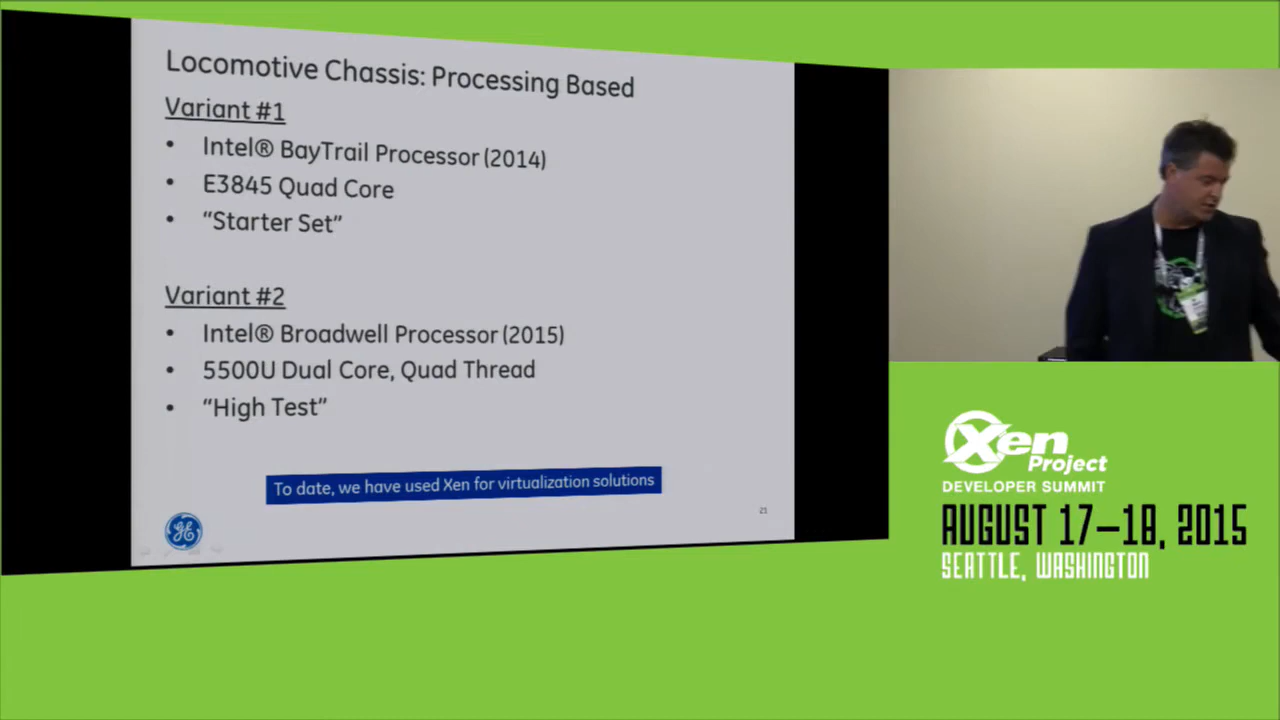 Locomotive Chassis: Processing Based
Variant #1
• Intel® BayTrail Processor (2014)
• E3845 Quad Core
• “Starter Set”
Variant #2
• Intel® Broadwell Processor (2015)
• 5500U Dual Core, Quad Thread
• “High Test”
To date, we have used Xen for virtualization solutions
21
GE
Xen
Project
DEVELOPER SUMMIT
AUGUST 17–18, 2015
SEATTLE, WASHINGTON